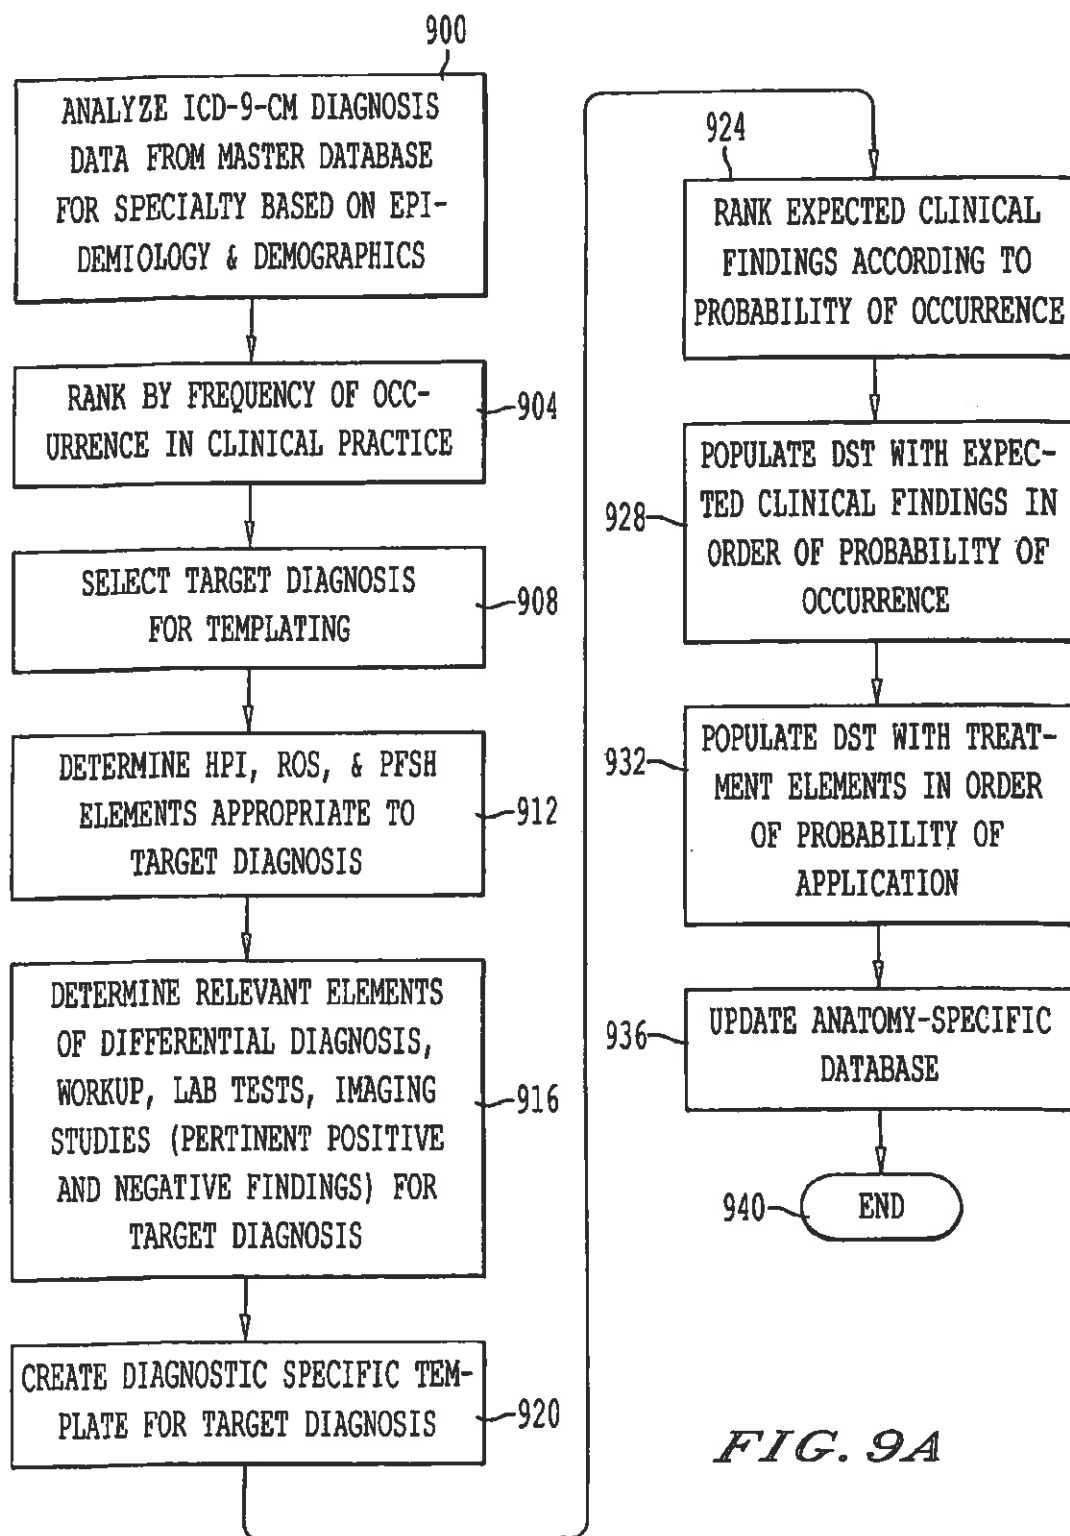 900
ANALYZE ICD-9-CM DIAGNOSIS
DATA FROM MASTER DATABASE
FOR SPECIALTY BASED ON EPI-
DEMIOLOGY & DEMOGRAPHICS
RANK BY FREQUENCY OF OCC-
URRENCE IN CLINICAL PRACTICE
904
SELECT TARGET DIAGNOSIS
FOR TEMPLATING
908
DETERMINE HPI, ROS, & PFSH
ELEMENTS APPROPRIATE TO
TARGET DIAGNOSIS
912
DETERMINE RELEVANT ELEMENTS
OF DIFFERENTIAL DIAGNOSIS,
WORKUP, LAB TESTS, IMAGING
STUDIES (PERTINENT POSITIVE
AND NEGATIVE FINDINGS) FOR
TARGET DIAGNOSIS
916
CREATE DIAGNOSTIC SPECIFIC TEM-
PLATE FOR TARGET DIAGNOSIS
920
924
RANK EXPECTED CLINICAL
FINDINGS ACCORDING TO
PROBABILITY OF OCCURRENCE
928
POPULATE DST WITH EXPEC-
TED CLINICAL FINDINGS IN
ORDER OF PROBABILITY OF
OCCURRENCE
932
POPULATE DST WITH TREAT-
MENT ELEMENTS IN ORDER
OF PROBABILITY OF
APPLICATION
936
UPDATE ANATOMY-SPECIFIC
DATABASE
940
END
FIG. 9A